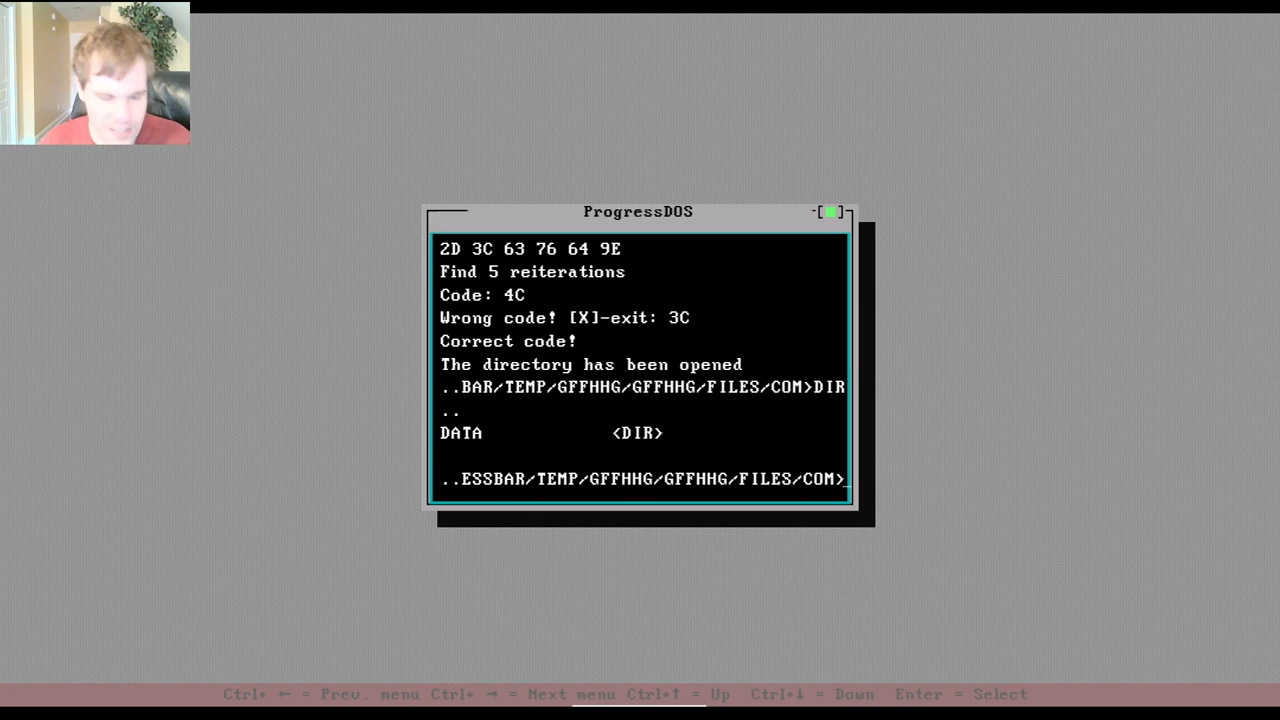 ProgressDOS
2D 3C 63 76 64 9E
Find 5 reiterations
Code: 4C
Wrong code! [X]-exit: 3C
Correct code!
The directory has been opened
..BAR/TEMP/GFFHHG/GFFHHG/FILES/COM>DIR
..
DATA <DIR>
..ESSBAR/TEMP/GFFHHG/GFFHHG/FILES/COM>_
Ctrl+ ← = Prev. menu Ctrl+ → = Next menu Ctrl+↑ = Up Ctrl+↓ = Down Enter = Select